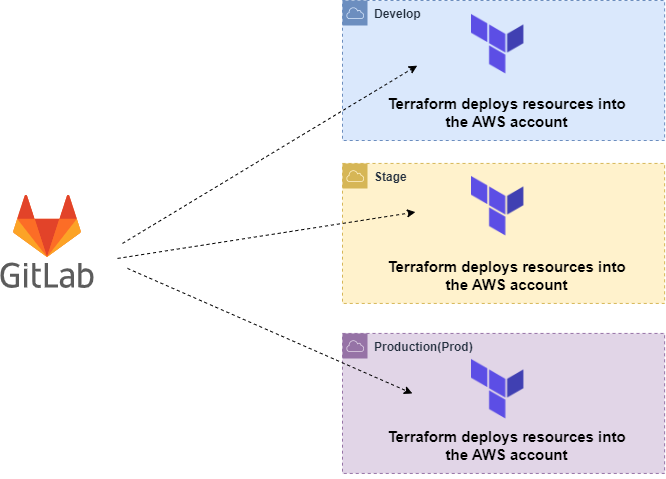 Develop
Terraform deploys resources into
the AWS account
Stage
Terraform deploys resources into
the AWS account
GitLab
Production(Prod)
Terraform deploys resources into
the AWS account